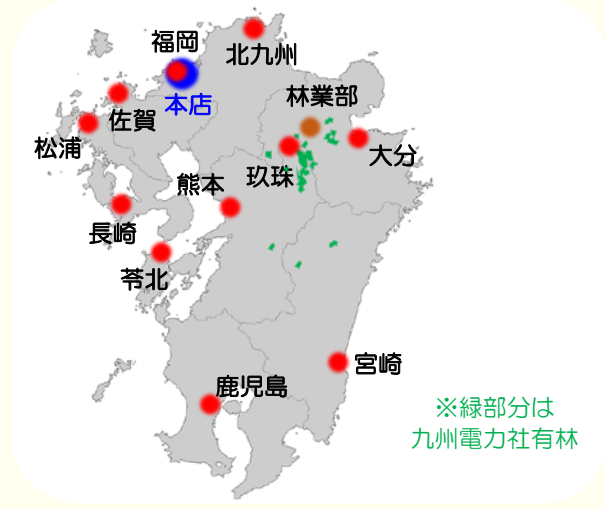 福岡
北九州
本店
林業部
佐賀
松浦
大分
玖珠
熊本
長崎
苓北
宮崎
鹿児島
※緑部分は
九州電力社有林